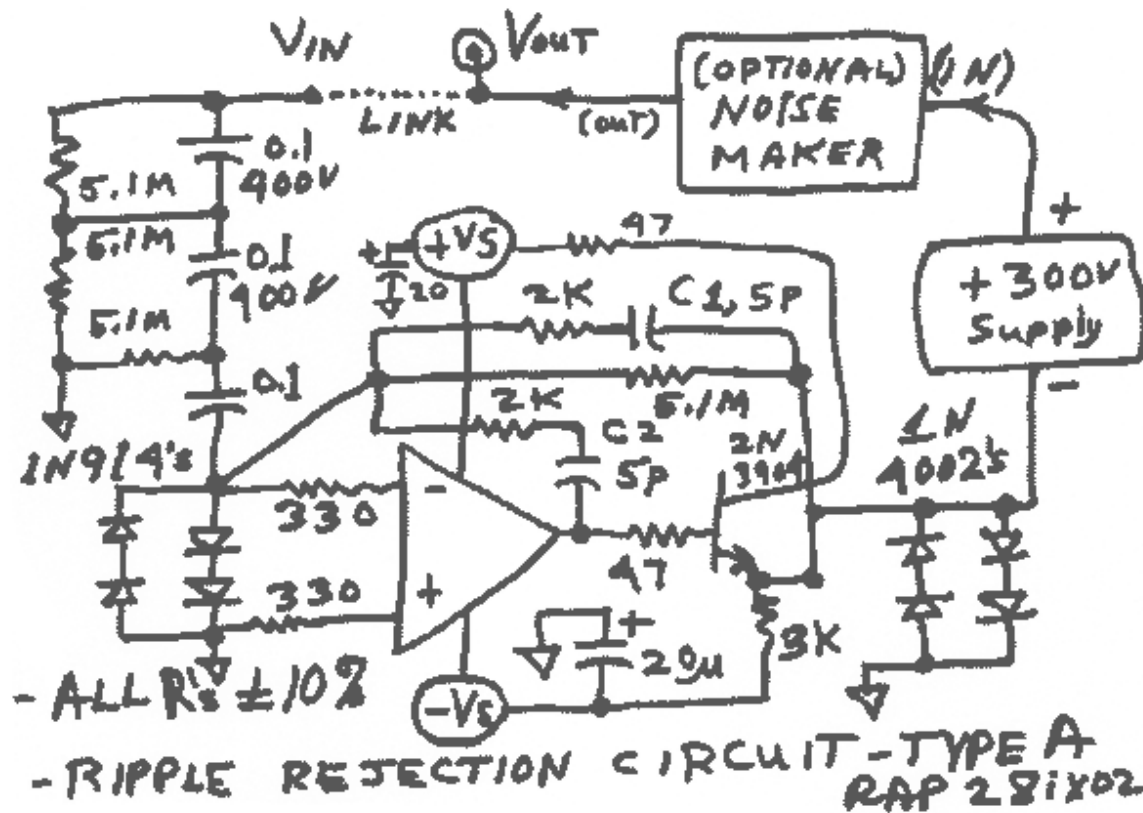 VIN
VOUT
LINK
(OPTIONAL)
NOISE
MAKER
(IN)
(OUT)
0.1
400V
5.1M
5.1M
0.1
400V
5.1M
0.1
+VS
20
47
2K
C1, 5P
5.1M
2K
C2
5P
2N
3904
+
+300V
Supply
-
1N914's
330
330
-
+
47
1N
4002's
+
20u
3K
-VS
- ALL R's ±10%
- RIPPLE REJECTION CIRCUIT - TYPE A
RAP 28iX02